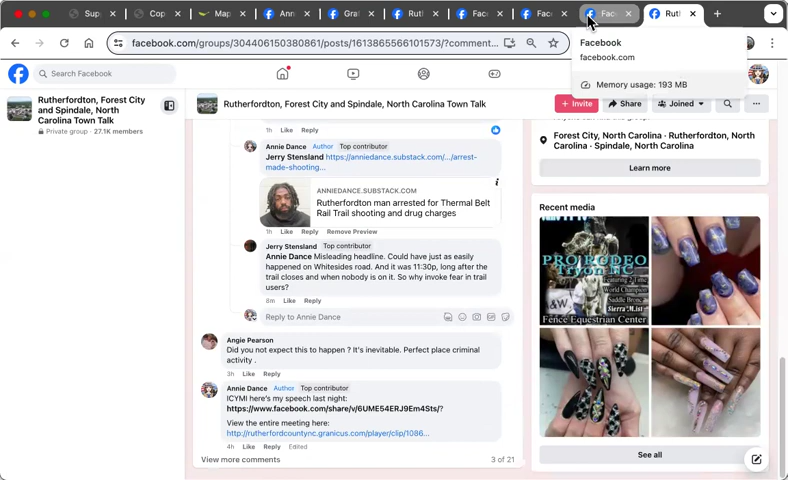 Supp
Cop
Map
Ann
Gra
Rut
Face
Face
Face
Rutl
facebook.com/groups/304406150380861/posts/1613865566101573/?comment...
Facebook
facebook.com
Memory usage: 193 MB
Search Facebook
Rutherfordton, Forest City and Spindale, North Carolina Town Talk
Invite
Share
Joined
Rutherfordton, Forest City
and Spindale, North
Carolina Town Talk
Private group · 27.1K members
1h Like Reply
Annie Dance Author Top contributor
Jerry Stensland https://anniedance.substack.com/.../arrest-
made-shooting...
ANNIEDANCE.SUBSTACK.COM
Rutherfordton man arrested for Thermal Belt
Rail Trail shooting and drug charges
1h Like Reply Remove Preview
Jerry Stensland Top contributor
Annie Dance Misleading headline. Could have just as easily
happened on Whitesides road. And it was 11:30p, long after the
trail closes and when nobody is on it. So why invoke fear in trail
users?
8m Like Reply
Reply to Annie Dance
Angie Pearson
Did you not expect this to happen ? It's inevitable. Perfect place criminal
activity .
3h Like Reply
Annie Dance Author Top contributor
ICYMI here's my speech last night:
https://www.facebook.com/share/v/6UME54ERJ9Em4Sts/?
View the entire meeting here:
http://rutherfordcountync.granicus.com/player/clip/1086...
4h Like Reply Edited
View more comments
3 of 21
Forest City, North Carolina · Rutherfordton, North
Carolina · Spindale, North Carolina
Learn more
Recent media
PRO RODEO
Tryon NC
Featuring 2 Time
World Champion
Saddle Bronc
A&W
Fence Equestrian Center
See all